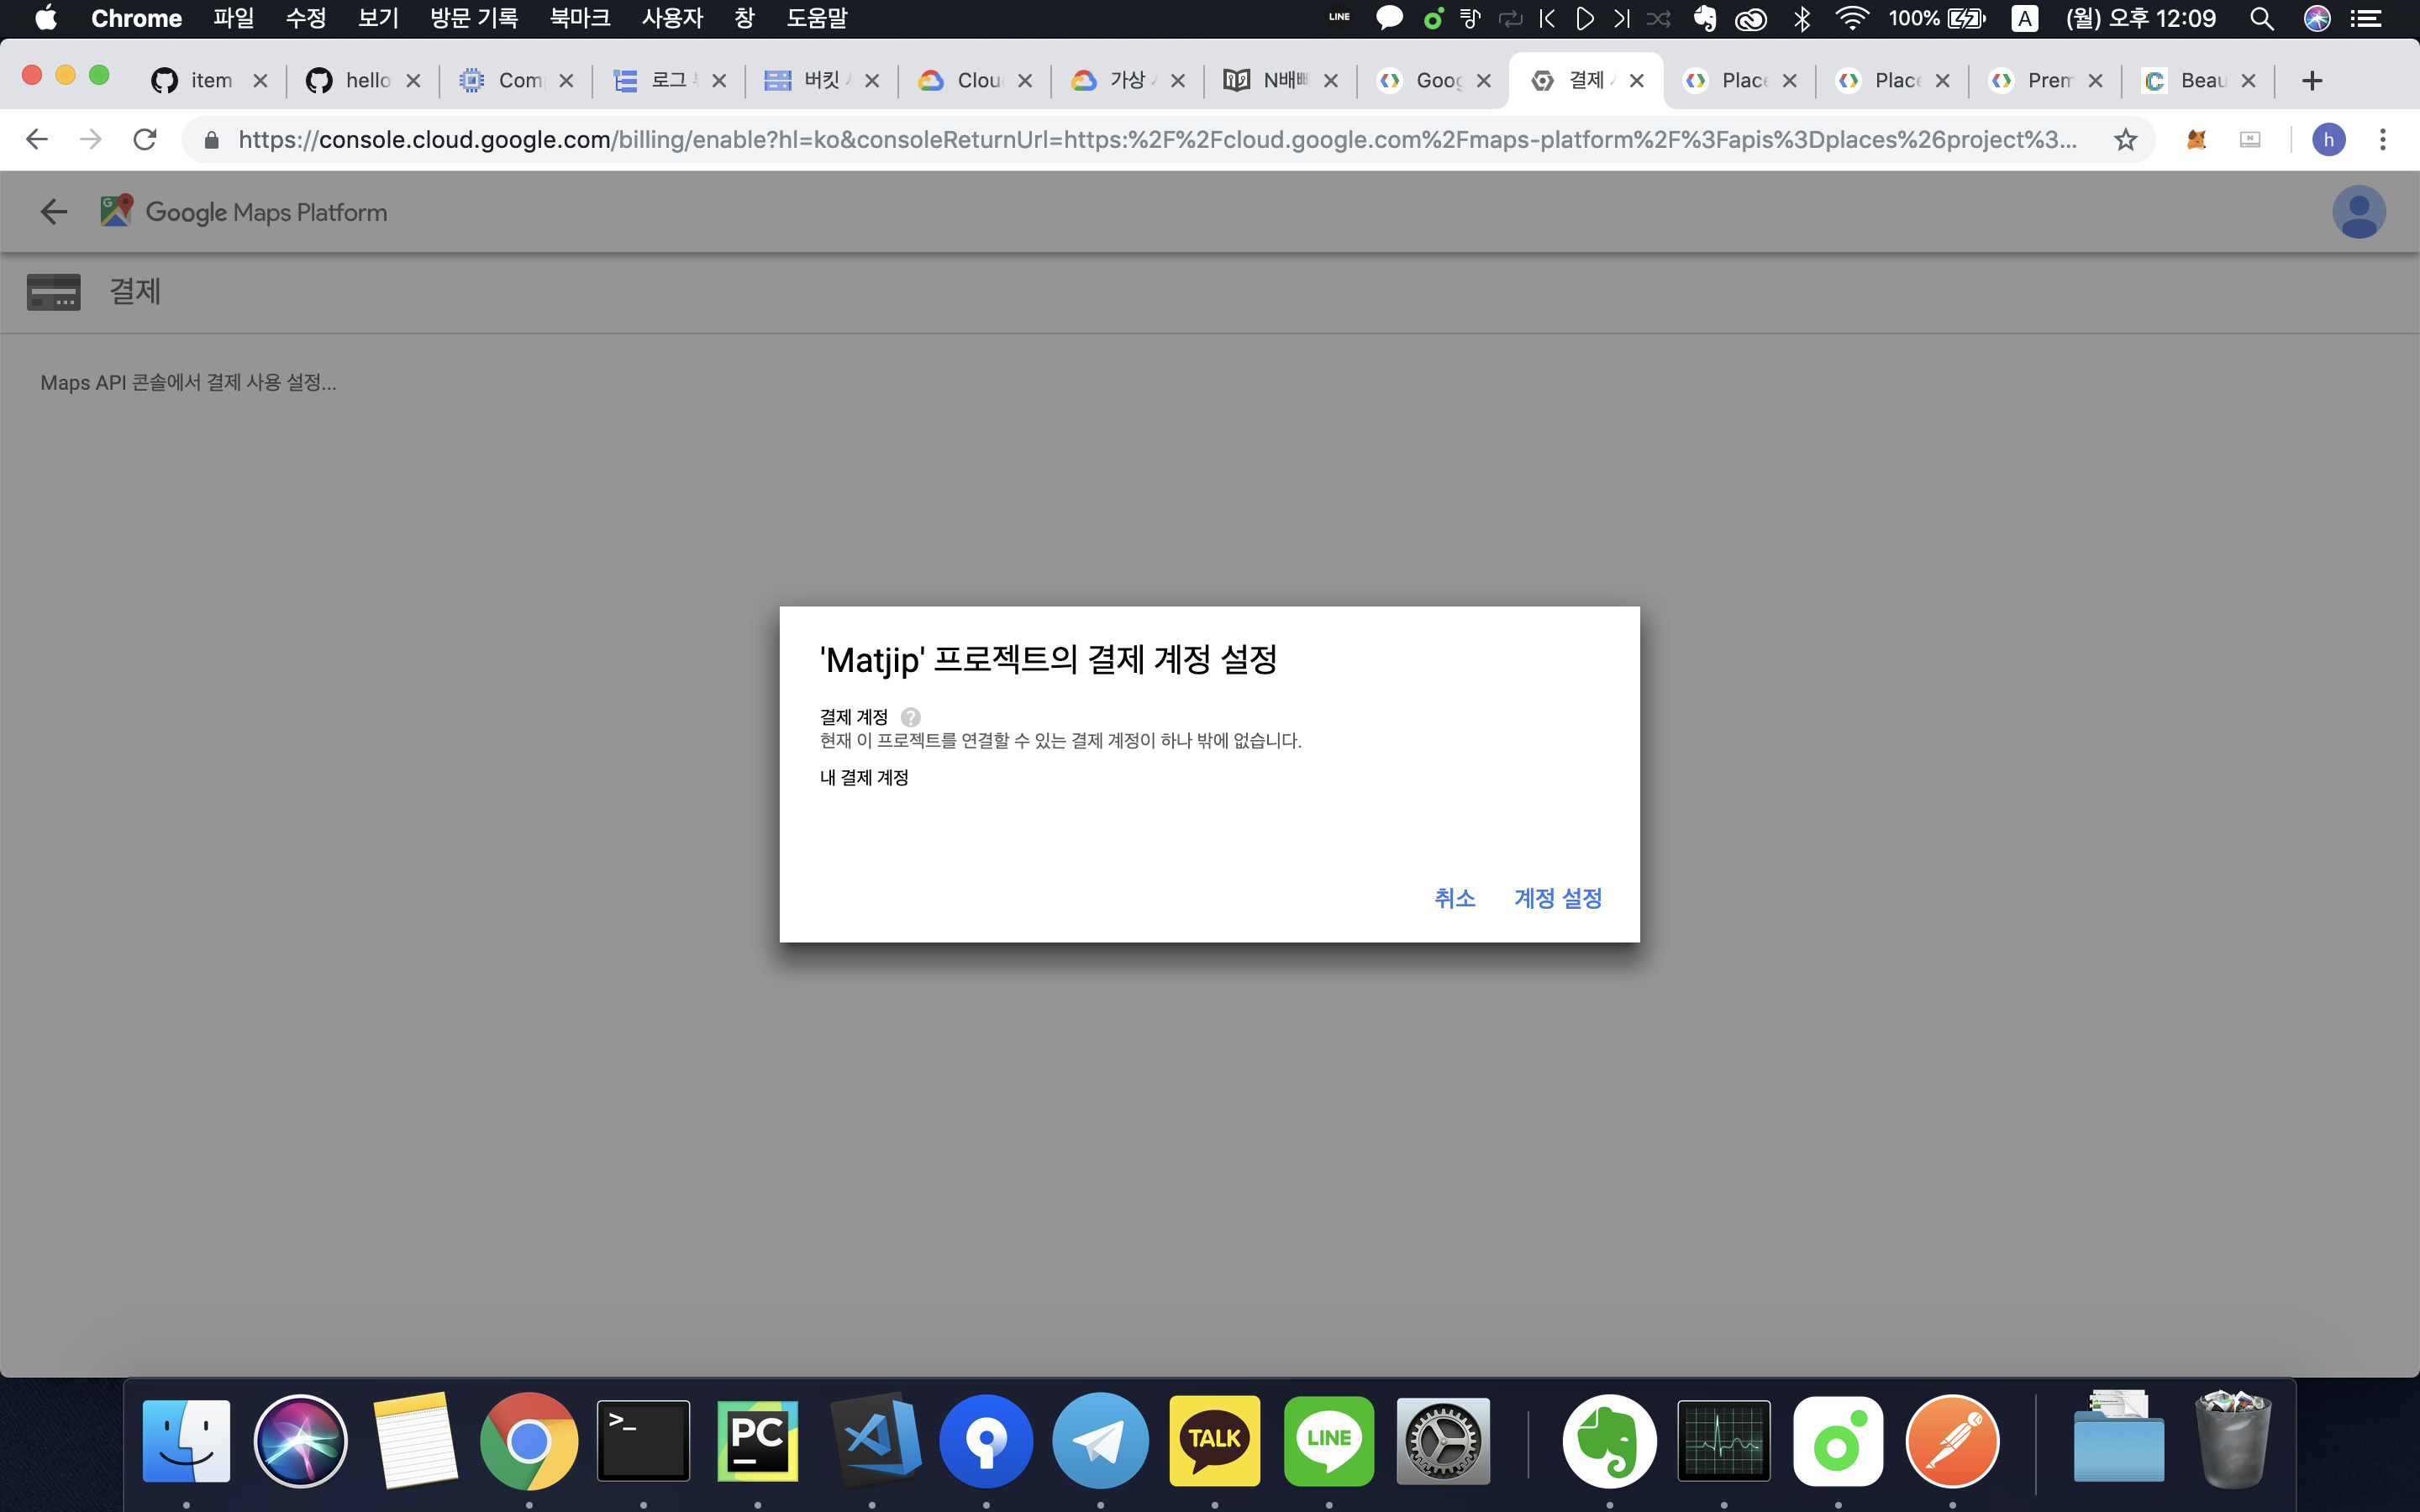 Chrome 파일 수정 보기 방문 기록 북마크 사용자 창 도움말 LINE 100% A (월) 오후 12:09
item hello Com 로그 버킷 Clou 가상 N배 Goog 결제 Place Place Prem Beau
https://console.cloud.google.com/billing/enable?hl=ko&consoleReturnUrl=https:%2F%2Fcloud.google.com%2Fmaps-platform%2F%3Fapis%3Dplaces%26project%3... h
Google Maps Platform
결제
Maps API 콘솔에서 결제 사용 설정...
'Matjip' 프로젝트의 결제 계정 설정
결제 계정 ?
현재 이 프로젝트를 연결할 수 있는 결제 계정이 하나 밖에 없습니다.
내 결제 계정
취소 계정 설정
>_ PC TALK LINE